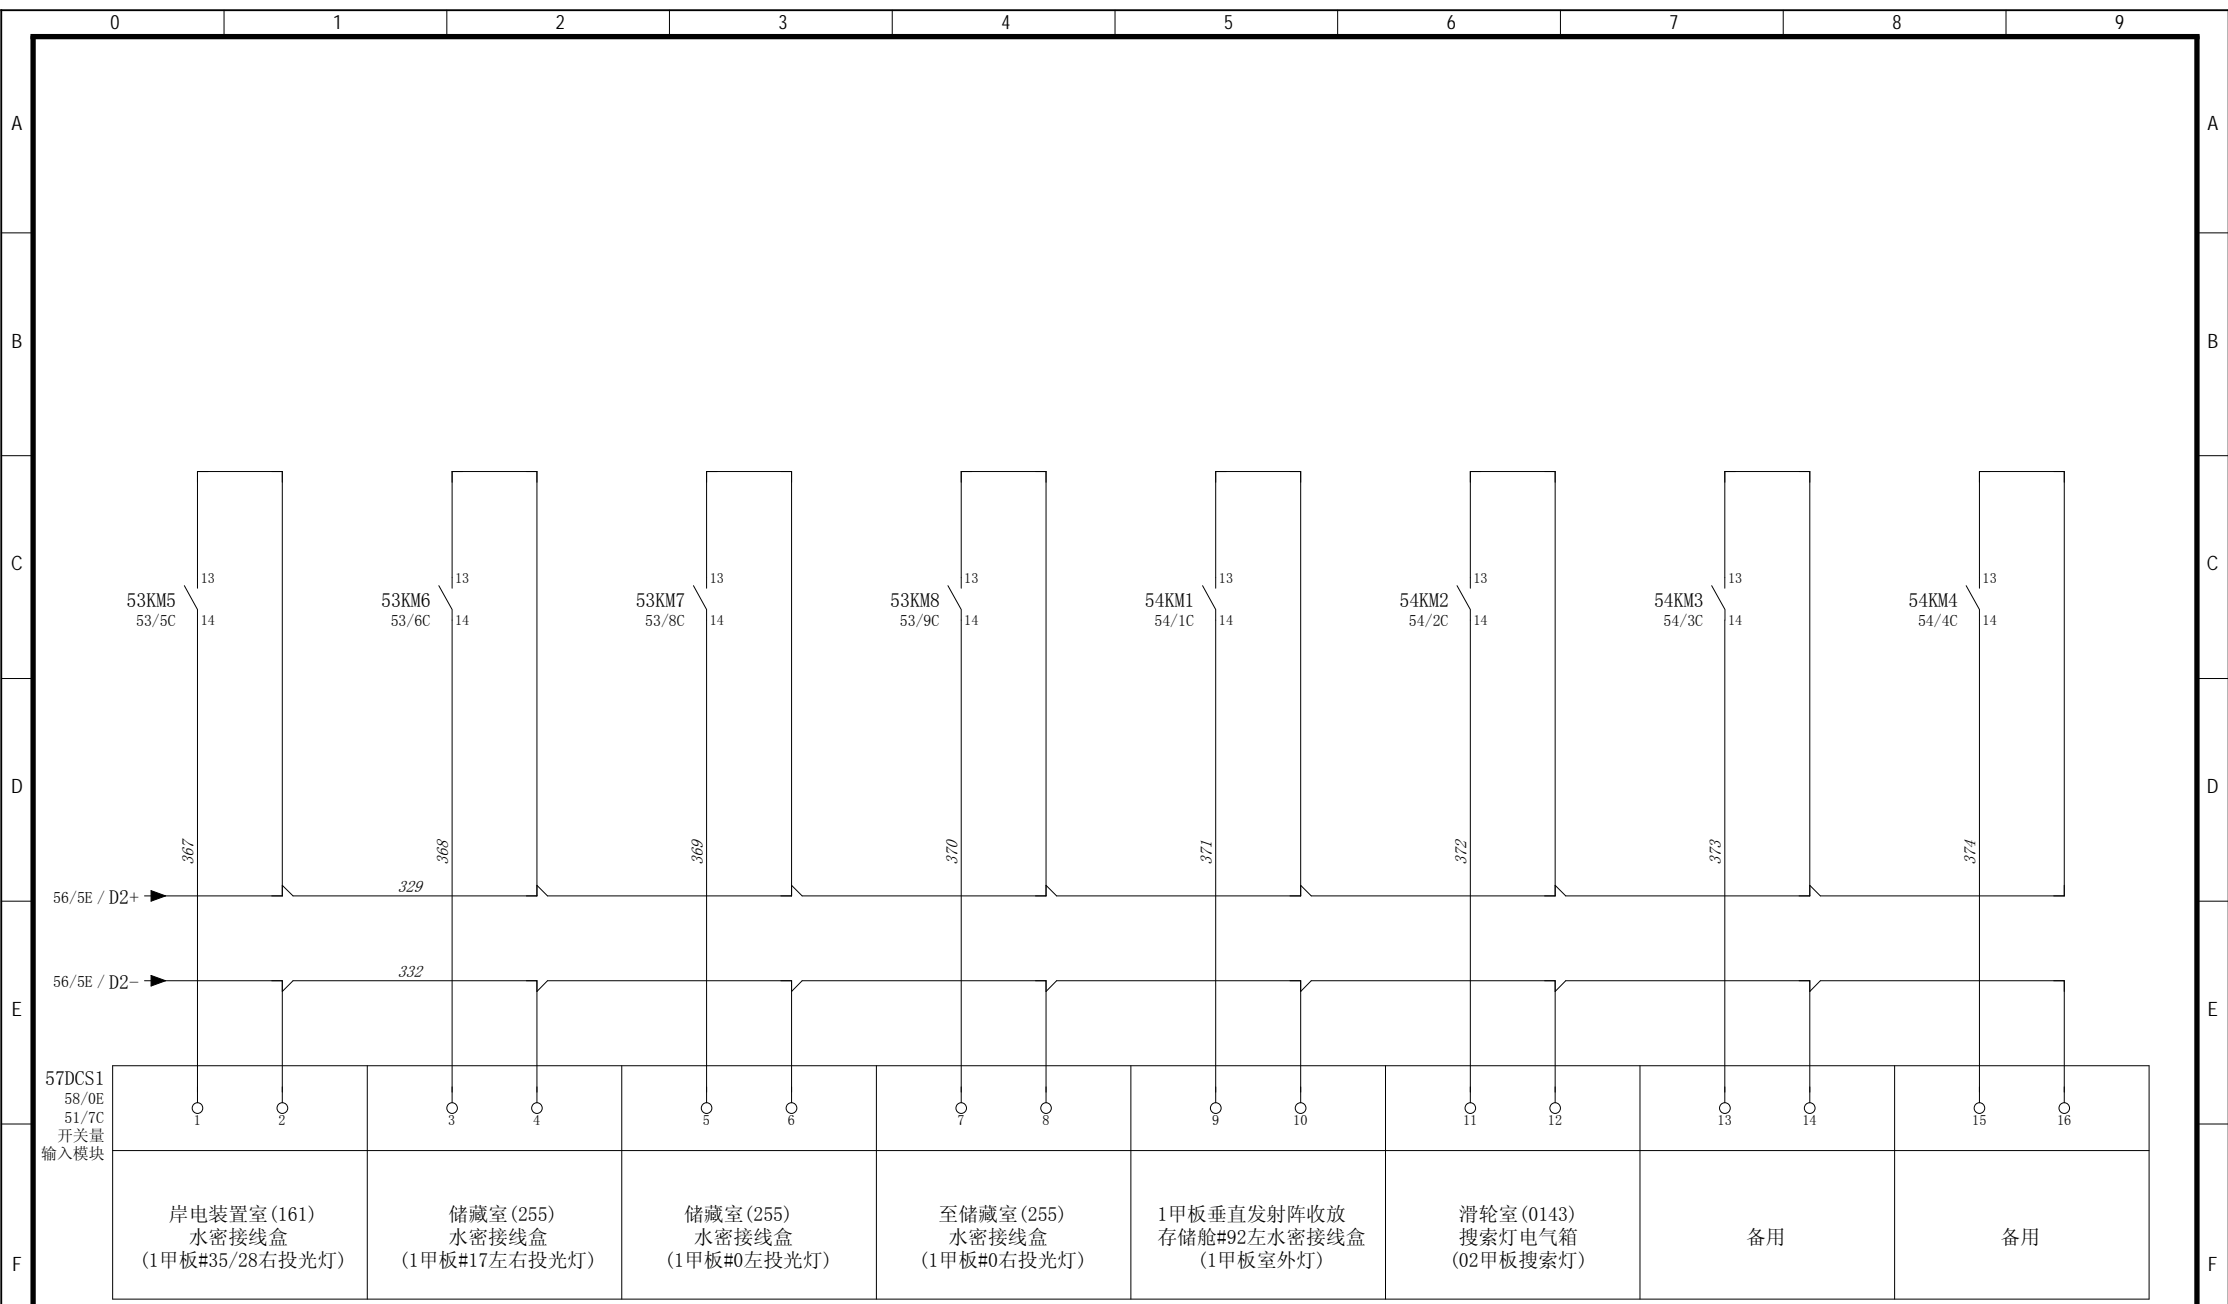 0 1 2 3 4 5 6 7 8 9
A A
B B
C C
13 13 13 13 13 13 13 13
53KM5 53KM6 53KM7 53KM8 54KM1 54KM2 54KM3 54KM4
53/5C 14 53/6C 14 53/8C 14 53/9C 14 54/1C 14 54/2C 14 54/3C 14 54/4C 14
D D
367 368 369 370 371 372 373 374
56/5E / D2+ 329
56/5E / D2- 332
E E
57DCS1
58/0E
51/7C
开关量
输入模块
1 2 3 4 5 6 7 8 9 10 11 12 13 14 15 16
岸电装置室(161)
水密接线盒
(1甲板#35/28右投光灯)
储藏室(255)
水密接线盒
(1甲板#17左右投光灯)
储藏室(255)
水密接线盒
(1甲板#0左投光灯)
至储藏室(255)
水密接线盒
(1甲板#0右投光灯)
1甲板垂直发射阵收放
存储舱#92左水密接线盒
(1甲板室外灯)
滑轮室(0143)
搜索灯电气箱
(02甲板搜索灯)
备用
备用
F F